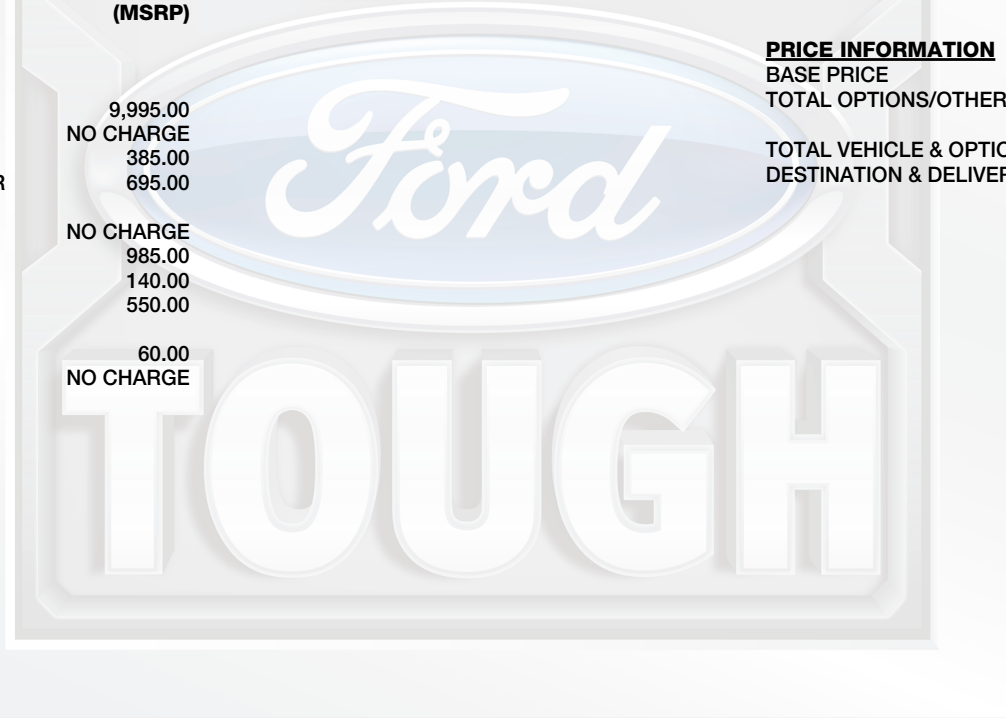 (MSRP)
9,995.00
NO CHARGE
385.00
R 695.00
NO CHARGE
985.00
140.00
550.00
60.00
NO CHARGE
PRICE INFORMATION
BASE PRICE
TOTAL OPTIONS/OTHER
TOTAL VEHICLE & OPTIO
DESTINATION & DELIVER
Ford
TOUGH